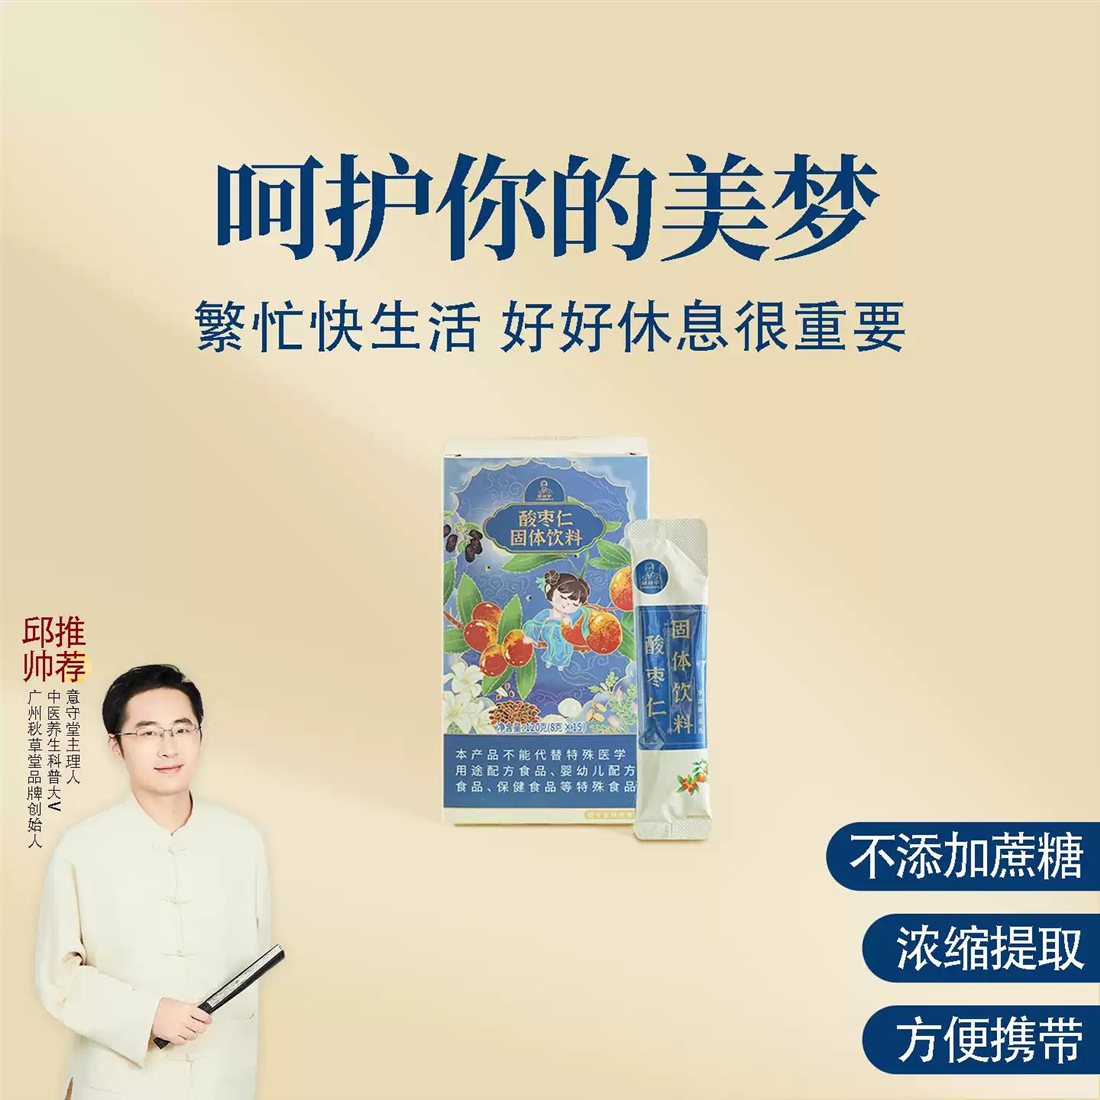 呵护你的美梦
繁忙快生活 好好休息很重要
酸枣仁
固体饮料
净含量:120克(8克×15)
本产品不能代替特殊医学
用途配方食品、婴幼儿配方
食品、保健食品等特殊食品
固体饮料
酸枣仁
推荐
邱帅
意守堂主理人
中医养生科普大V
广州秋草堂品牌创始人
不添加蔗糖
浓缩提取
方便携带